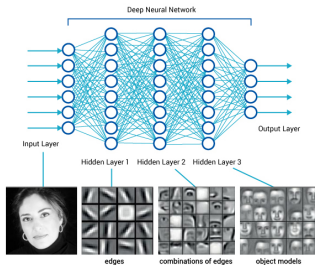 Deep Neural Network
Input Layer
Output Layer
Hidden Layer 1
Hidden Layer 2
Hidden Layer 3
edges
combinations of edges
object models